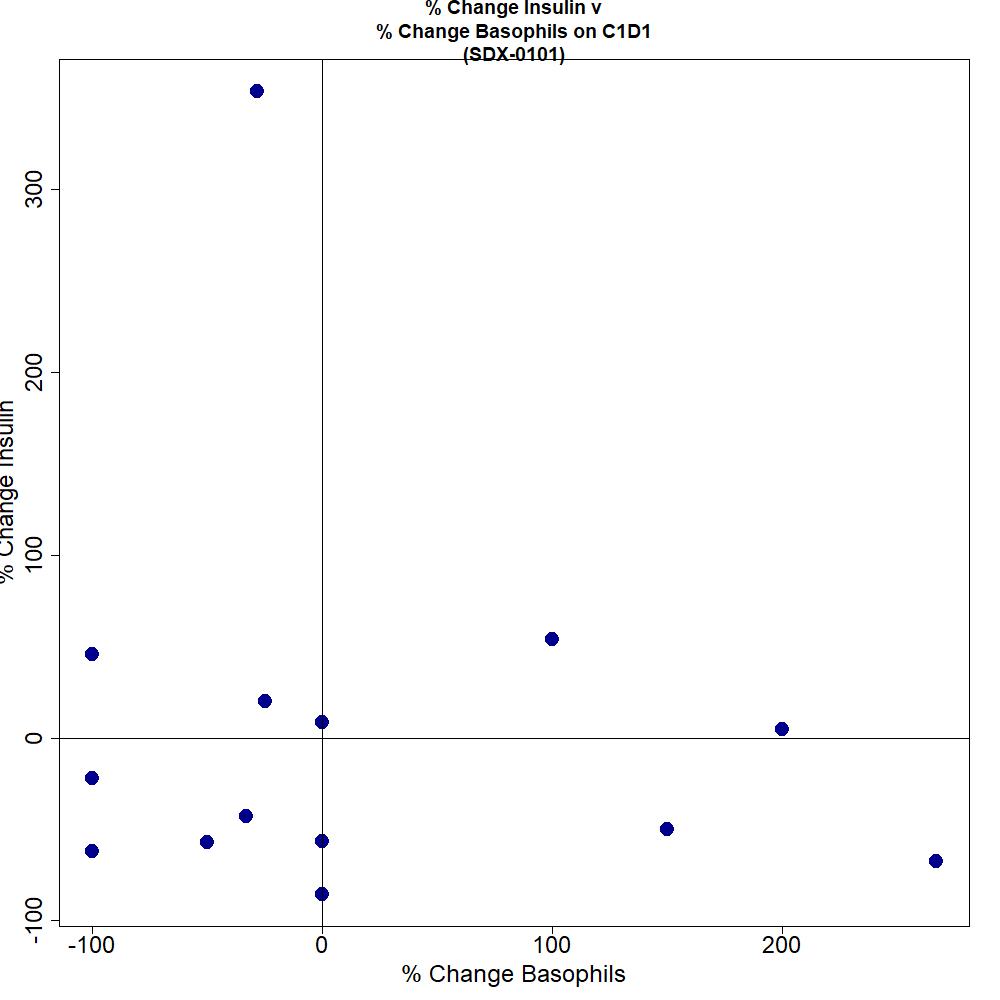 % Change Insulin v
% Change Basophils on C1D1
(SDX-0101)
% Change Insulin
300
200
100
0
-100
-100 0 100 200
% Change Basophils